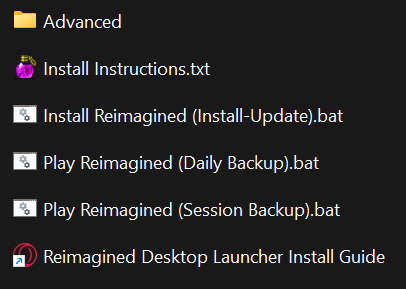 Advanced
Install Instructions.txt
Install Reimagined (Install-Update).bat
Play Reimagined (Daily Backup).bat
Play Reimagined (Session Backup).bat
Reimagined Desktop Launcher Install Guide